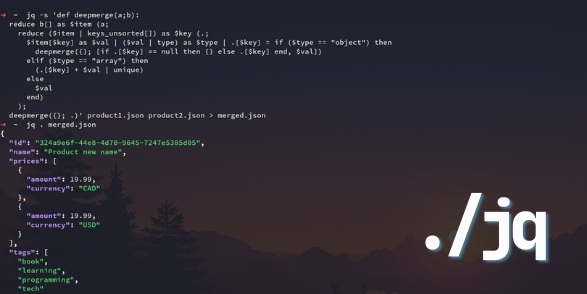 → ~ jq -s 'def deepmerge(a;b):
  reduce b[] as $item (a;
    reduce ($item | keys_unsorted[]) as $key (.;
      $item[$key] as $val | ($val | type) as $type | .[$key] = if ($type == "object") then
        deepmerge({}; [if .[$key] == null then {} else .[$key] end, $val])
      elif ($type == "array") then
        (.[$key] + $val | unique)
      else
        $val
      end)
    );
  deepmerge({}; .)' product1.json product2.json > merged.json
→ ~ jq . merged.json
{
  "id": "324a9e6f-44e8-4d70-9645-7247e5385d05",
  "name": "Product new name",
  "prices": [
    {
      "amount": 19.99,
      "currency": "CAD"
    },
    {
      "amount": 19.99,
      "currency": "USD"
    }
  ],
  "tags": [
    "book",
    "learning",
    "programming",
    "tech"
./jq